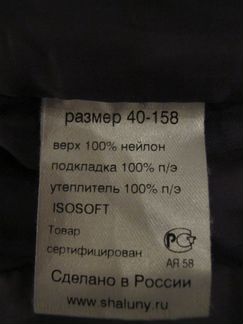 размер 40-158
верх 100% нейлон
подкладка 100% п/э
утеплитель 100% п/э
ISOSOFT
Товар
сертифицирован
АЯ 58
Сделано в России
www.shaluny.ru